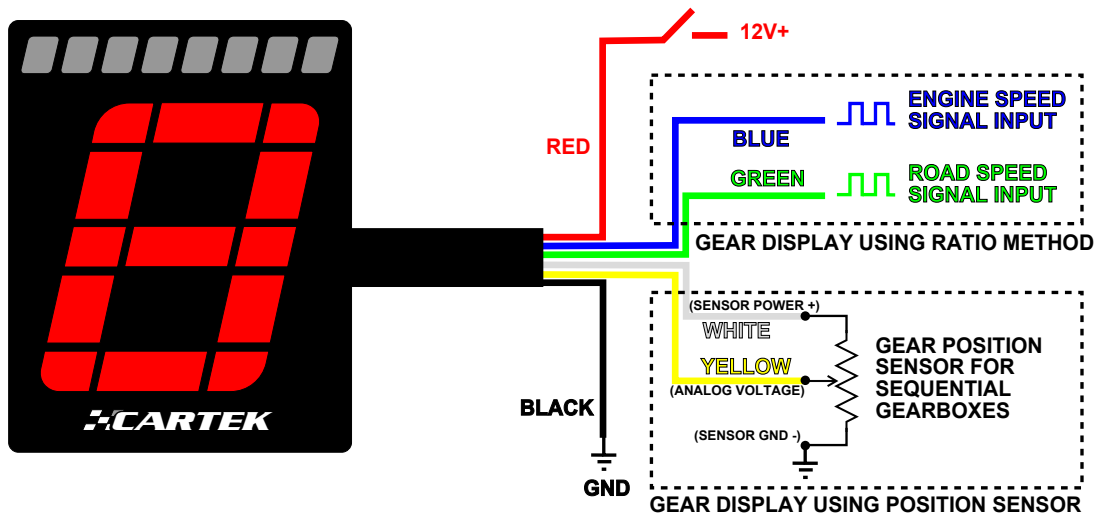 12V+
RED
ENGINE SPEED
SIGNAL INPUT
BLUE
GREEN
ROAD SPEED
SIGNAL INPUT
GEAR DISPLAY USING RATIO METHOD
(SENSOR POWER +)
WHITE
YELLOW
(ANALOG VOLTAGE)
GEAR POSITION
SENSOR FOR
SEQUENTIAL
GEARBOXES
(SENSOR GND -)
BLACK
GND
GEAR DISPLAY USING POSITION SENSOR
CARTEK